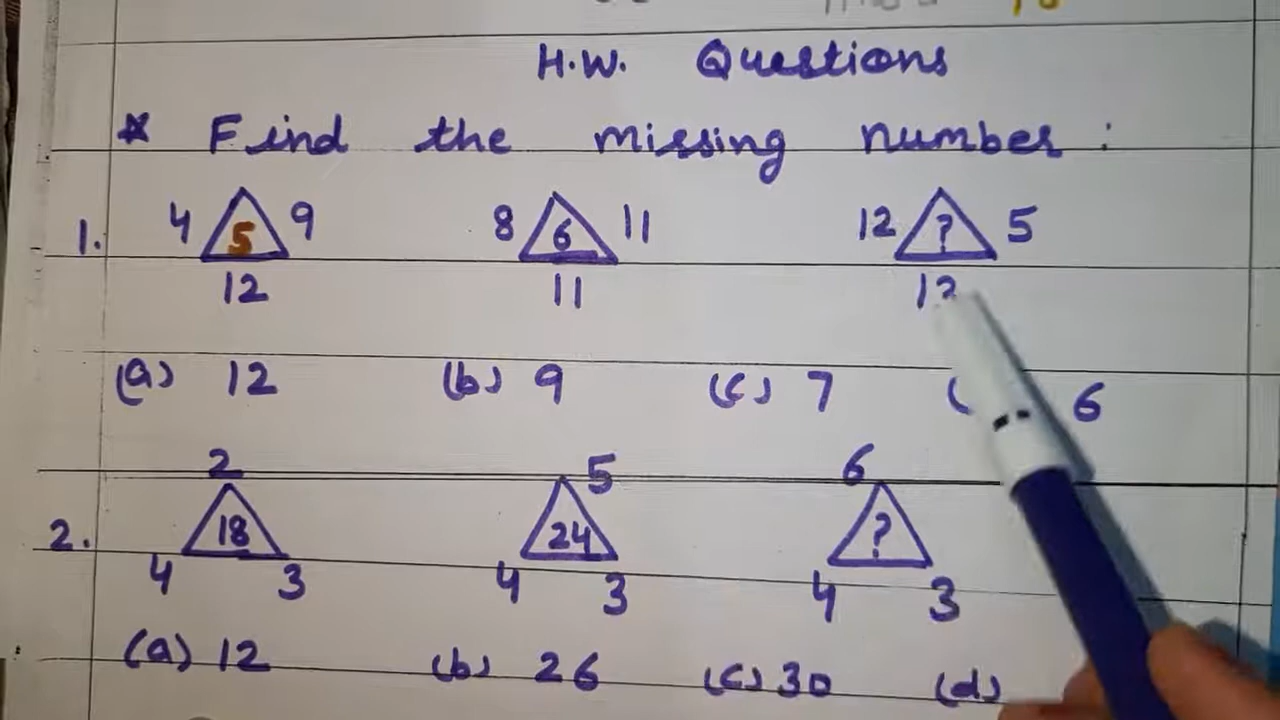 H.W. Questions
* Find the missing number :
1. 4 5 9 12 8 6 11 11 12 ? 5 12
(a) 12 (b) 9 (c) 7 ( 6
2. 2 18 4 3 5 24 4 3 6 ? 4 3
(a) 12 (b) 26 (c) 30 (d)